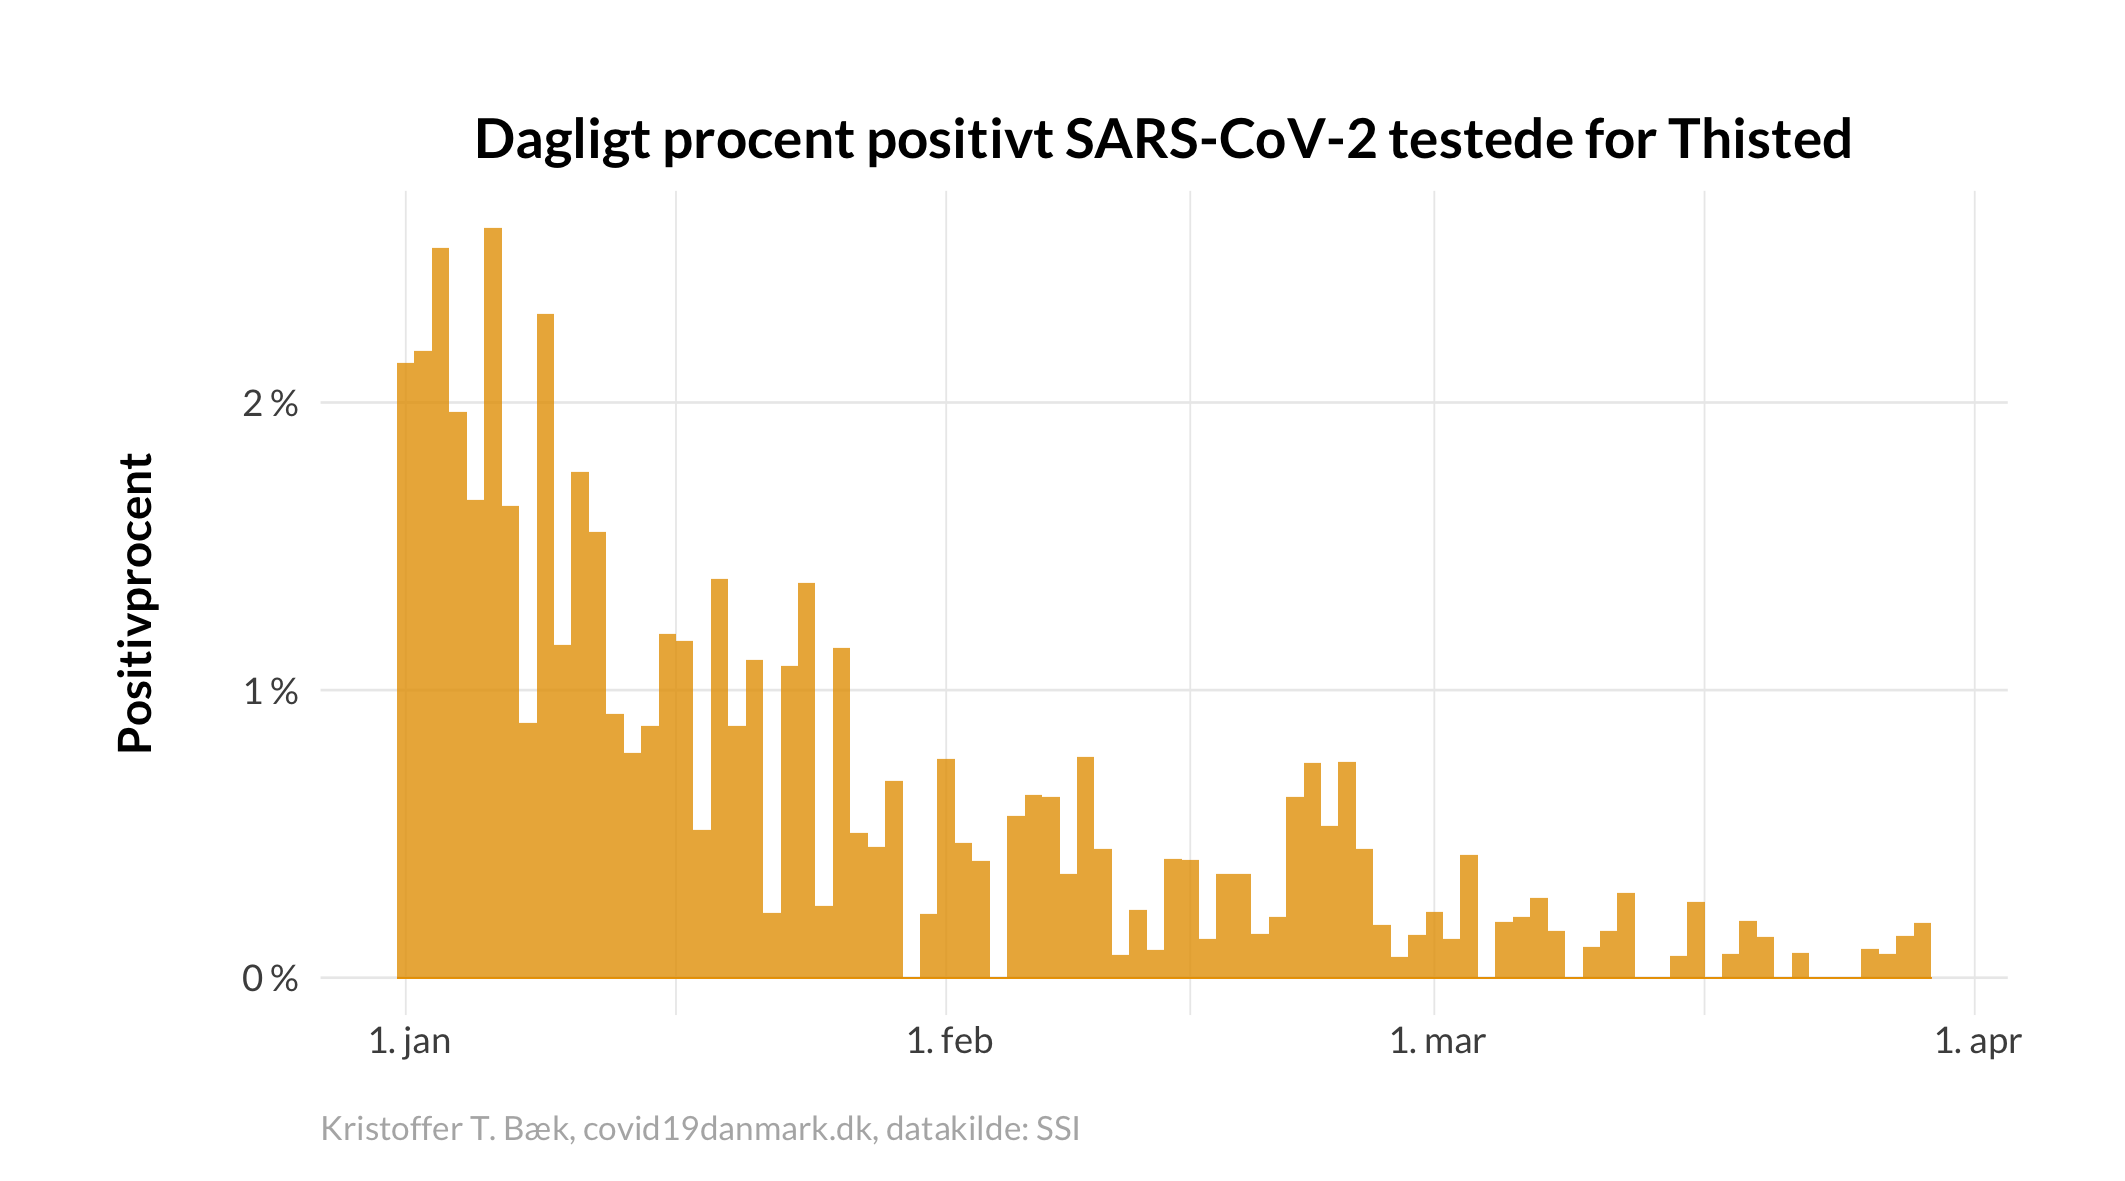 Dagligt procent positivt SARS-CoV-2 testede for Thisted
Positivprocent
2 %
1 %
0 %
1. jan
1. feb
1. mar
1. apr
Kristoffer T. Bæk, covid19danmark.dk, datakilde: SSI